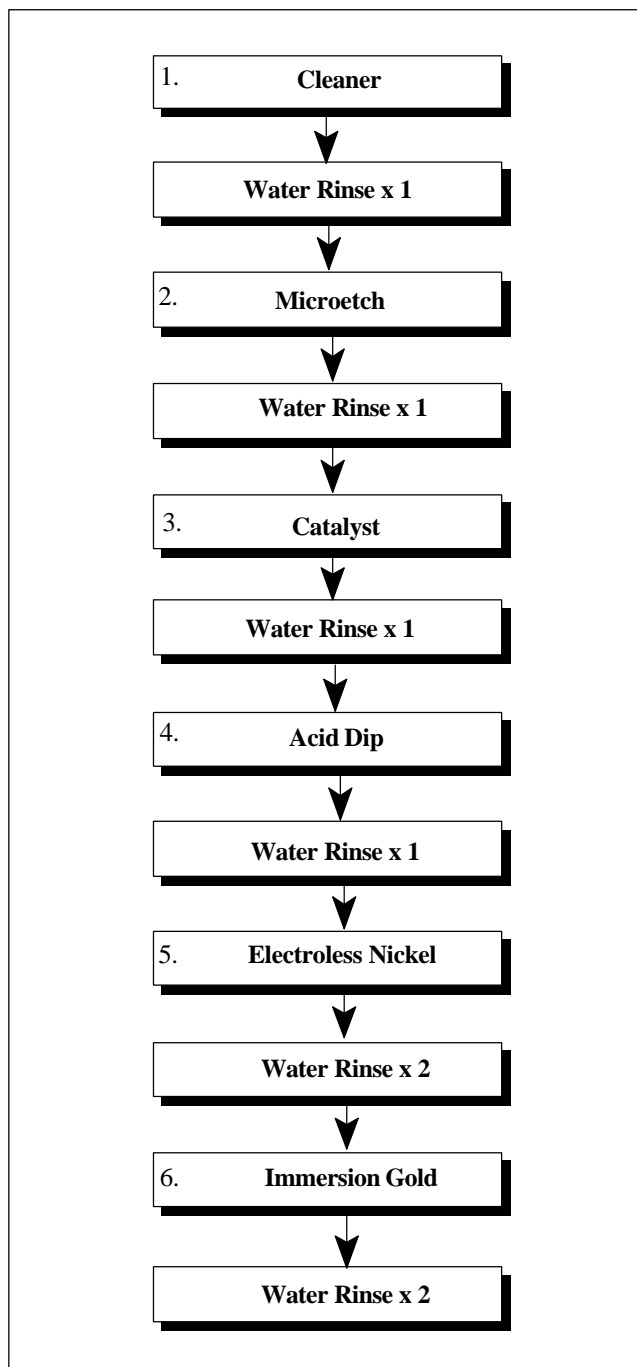 1. Cleaner
Water Rinse x 1
2. Microetch
Water Rinse x 1
3. Catalyst
Water Rinse x 1
4. Acid Dip
Water Rinse x 1
5. Electroless Nickel
Water Rinse x 2
6. Immersion Gold
Water Rinse x 2